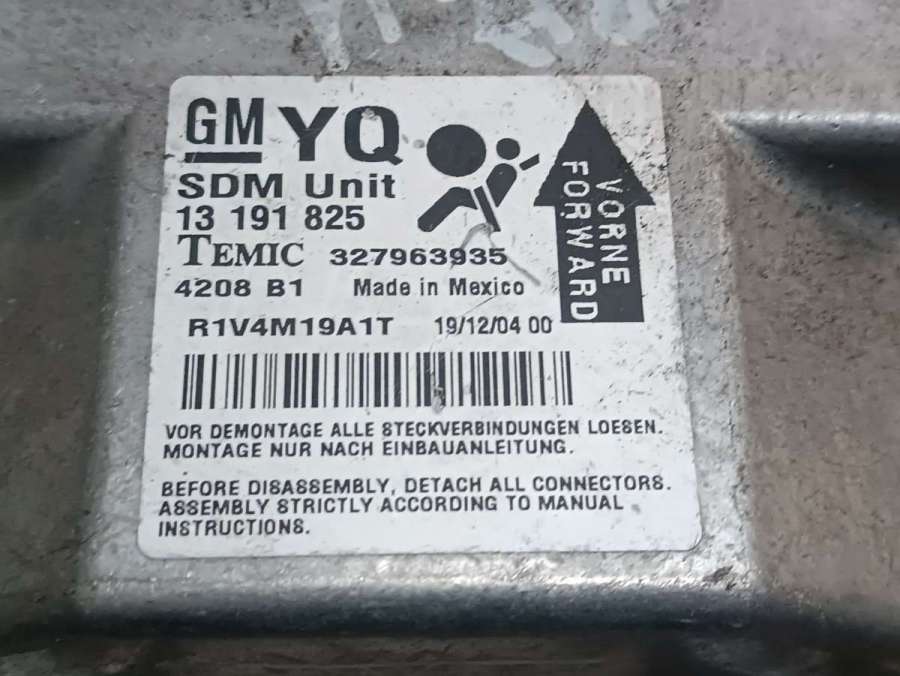 GM YQ
SDM Unit
13 191 825
TEMIC 327963935
4208 B1 Made in Mexico
R1V4M19A1T 19/12/04 00
VORNE
FORWARD
VOR DEMONTAGE ALLE STECKVERBINDUNGEN LOESEN.
MONTAGE NUR NACH EINBAUANLEITUNG.
BEFORE DISASSEMBLY, DETACH ALL CONNECTORS.
ASSEMBLY STRICTLY ACCORDING TO MANUAL
INSTRUCTIONS.